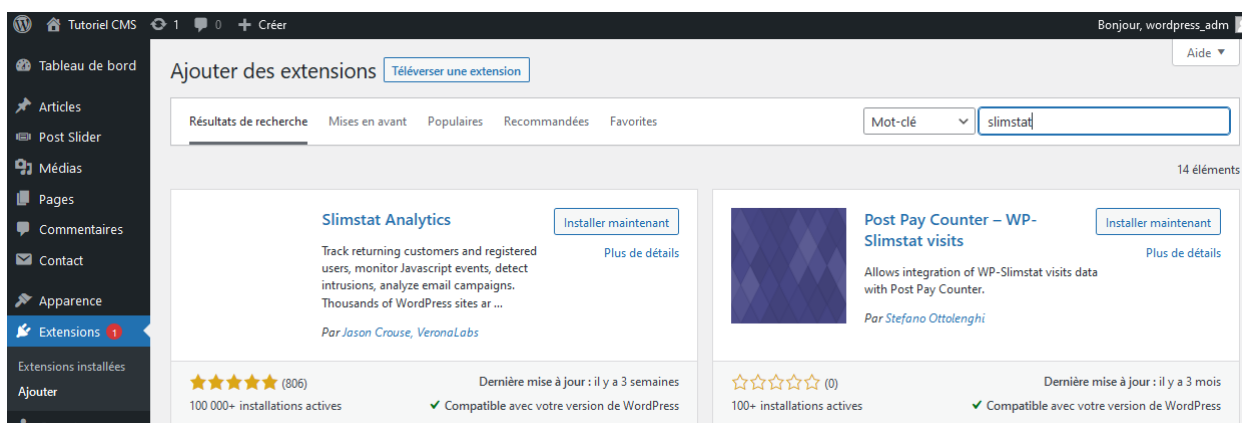 Tutoriel CMS 1 0 + Créer Bonjour, wordpress_adm
Aide ▼
Tableau de bord
Articles
Post Slider
Médias
Pages
Commentaires
Contact
Apparence
Extensions 1
Extensions installées
Ajouter
Ajouter des extensions Téléverser une extension
Résultats de recherche Mises en avant Populaires Recommandées Favorites Mot-clé slimstat
14 éléments
Slimstat Analytics
Installer maintenant
Plus de détails
Track returning customers and registered
users, monitor Javascript events, detect
intrusions, analyze email campaigns.
Thousands of WordPress sites ar ...
Par Jason Crouse, VeronaLabs
(806)
Dernière mise à jour : il y a 3 semaines
100 000+ installations actives
✔ Compatible avec votre version de WordPress
Post Pay Counter – WP-
Slimstat visits
Installer maintenant
Plus de détails
Allows integration of WP-Slimstat visits data
with Post Pay Counter.
Par Stefano Ottolenghi
(0)
Dernière mise à jour : il y a 3 mois
100+ installations actives
✔ Compatible avec votre version de WordPress